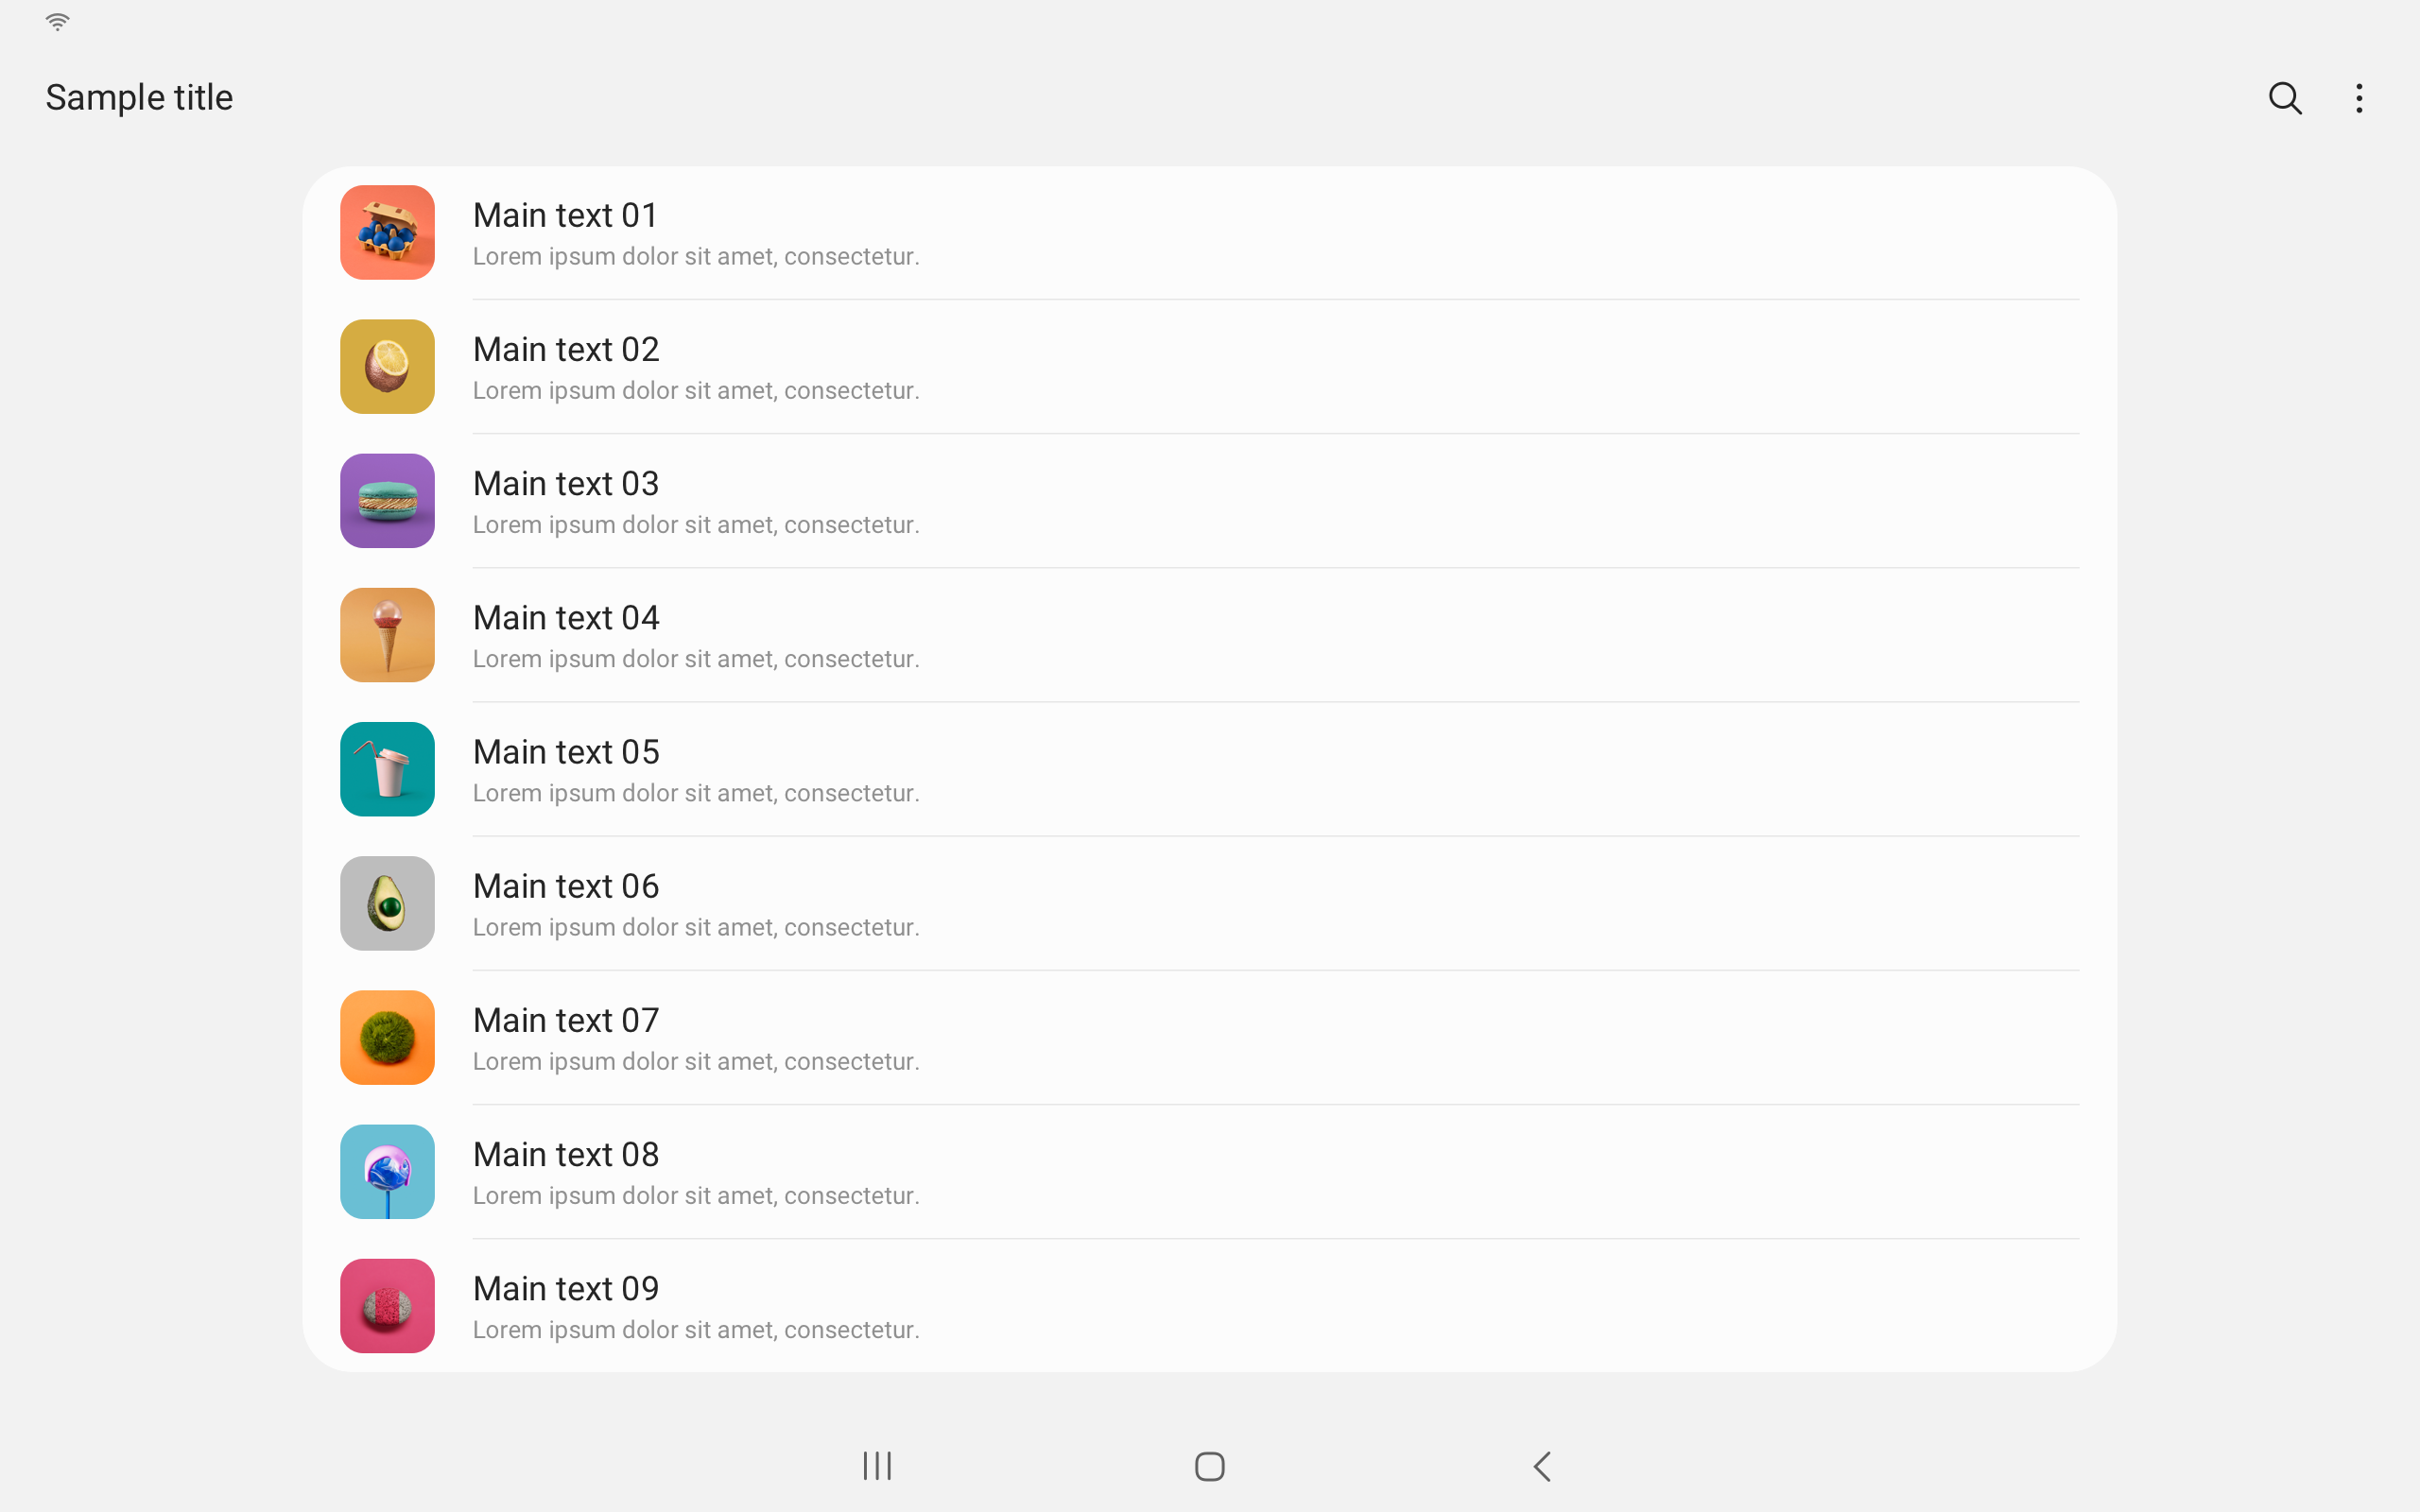 Sample title
Main text 01
Lorem ipsum dolor sit amet, consectetur.
Main text 02
Lorem ipsum dolor sit amet, consectetur.
Main text 03
Lorem ipsum dolor sit amet, consectetur.
Main text 04
Lorem ipsum dolor sit amet, consectetur.
Main text 05
Lorem ipsum dolor sit amet, consectetur.
Main text 06
Lorem ipsum dolor sit amet, consectetur.
Main text 07
Lorem ipsum dolor sit amet, consectetur.
Main text 08
Lorem ipsum dolor sit amet, consectetur.
Main text 09
Lorem ipsum dolor sit amet, consectetur.